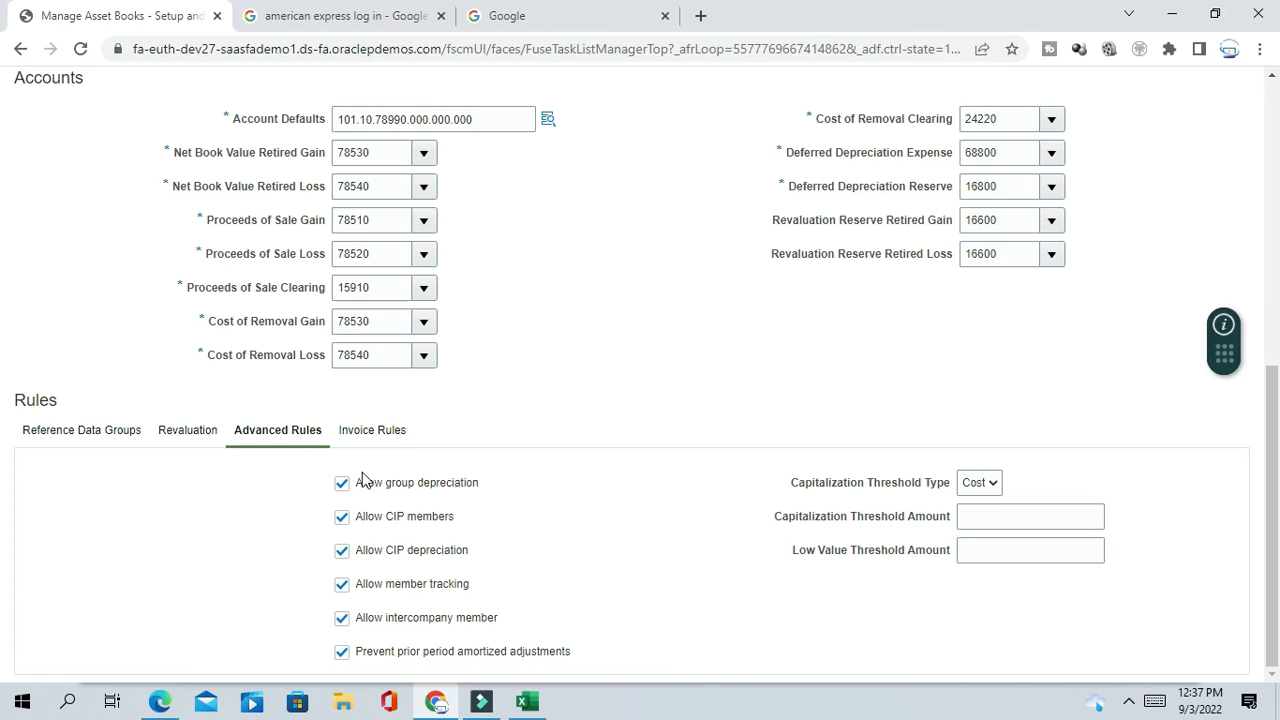 Manage Asset Books - Setup and
american express log in - Google
Google
fa-euth-dev27-saasfademo1.ds-fa.oraclepdemos.com/fscmUI/faces/FuseTaskListManagerTop?_afrLoop=55777696674148​62&_adf.ctrl-state=1...
Accounts
* Account Defaults 101.10.78990.000.000.000
* Cost of Removal Clearing 24220
* Net Book Value Retired Gain 78530
* Deferred Depreciation Expense 68800
* Net Book Value Retired Loss 78540
* Deferred Depreciation Reserve 16800
* Proceeds of Sale Gain 78510
Revaluation Reserve Retired Gain 16600
* Proceeds of Sale Loss 78520
Revaluation Reserve Retired Loss 16600
* Proceeds of Sale Clearing 15910
* Cost of Removal Gain 78530
* Cost of Removal Loss 78540
Rules
Reference Data Groups Revaluation Advanced Rules Invoice Rules
group depreciation
Capitalization Threshold Type Cost
Allow CIP members
Capitalization Threshold Amount
Allow CIP depreciation
Low Value Threshold Amount
Allow member tracking
Allow intercompany member
Prevent prior period amortized adjustments
12:37 PM
9/3/2022